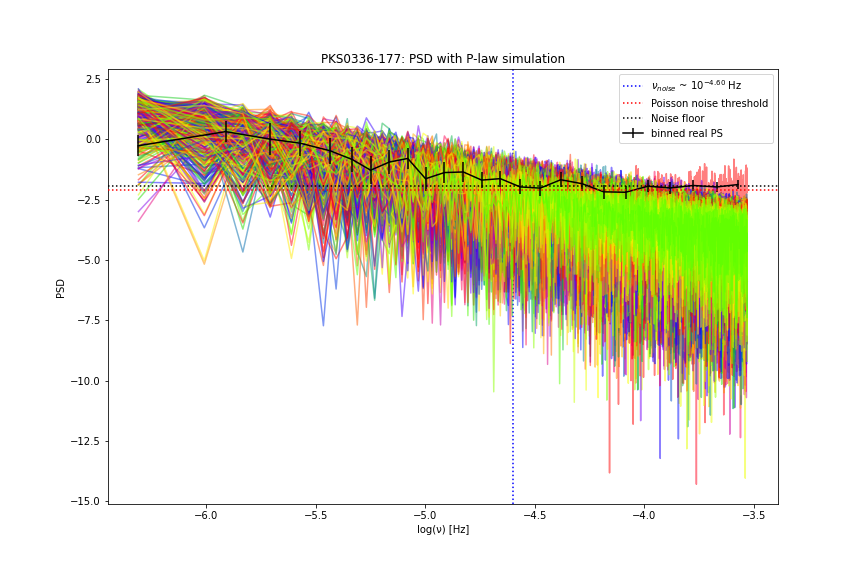 PKS0336-177: PSD with P-law simulation
2.5
0.0
−2.5
−5.0
−7.5
−10.0
−12.5
−15.0
PSD
ν_noise ~ 10^−4.60 Hz
Poisson noise threshold
Noise floor
binned real PS
−6.0 −5.5 −5.0 −4.5 −4.0 −3.5
log(ν) [Hz]